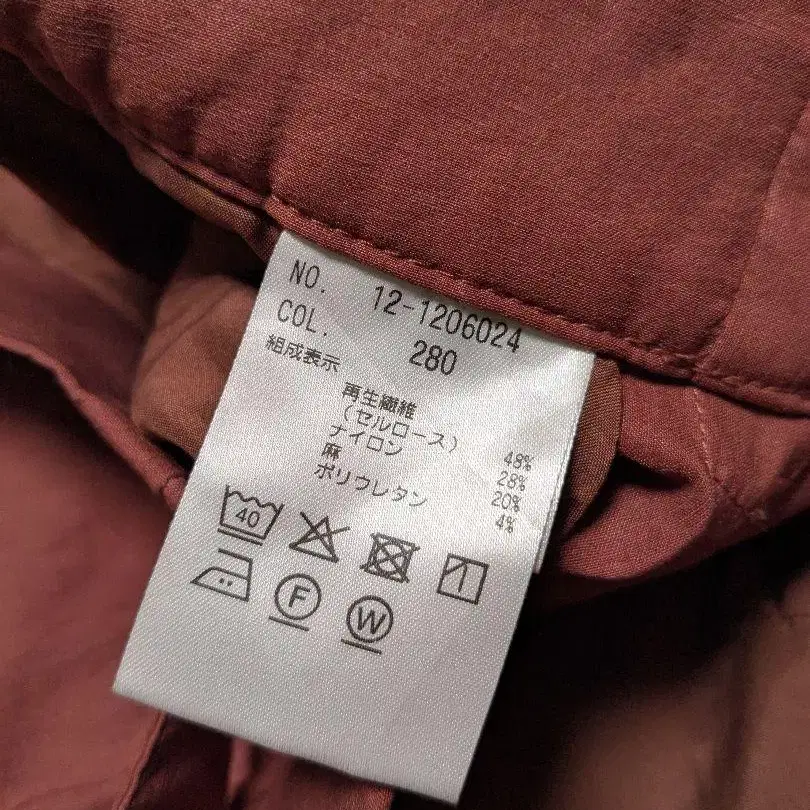 NO. 12-1206024
COL. 280
組成表示
再生繊維
(セルロース) 48%
ナイロン 28%
麻 20%
ポリウレタン 4%
40
F
W